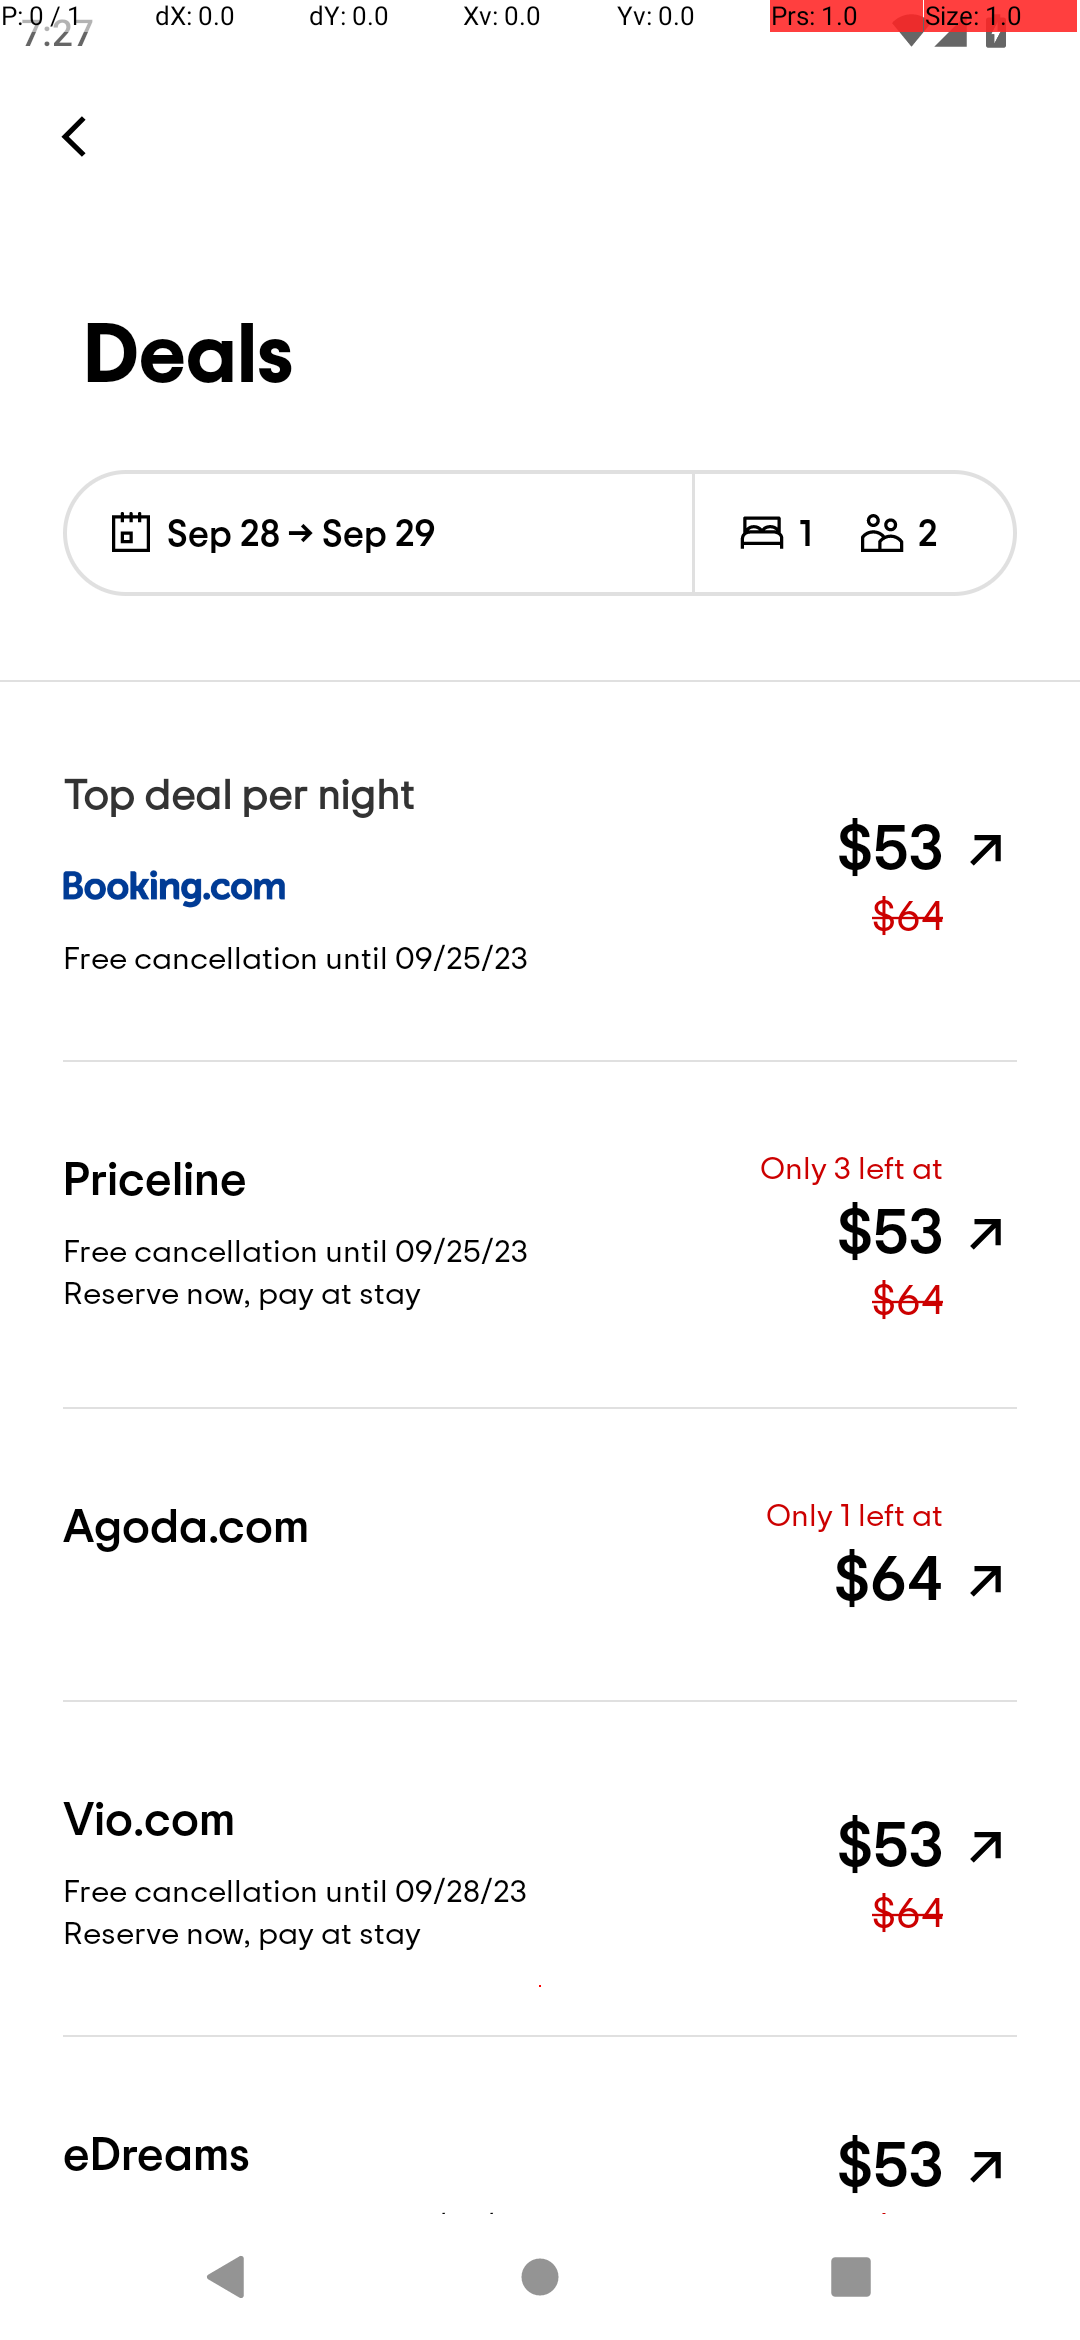 P: 0 / 1 dX: 0.0 dY: 0.0 Xv: 0.0 Yv: 0.0 Prs: 1.0 Size: 1.0
7:27
Deals
Sep 28 → Sep 29 1 2
Top deal per night
Booking.com
$53
$64
Free cancellation until 09/25/23
Priceline
Only 3 left at
$53
$64
Free cancellation until 09/25/23
Reserve now, pay at stay
Agoda.com
Only 1 left at
$64
Vio.com
$53
$64
Free cancellation until 09/28/23
Reserve now, pay at stay
eDreams
$53